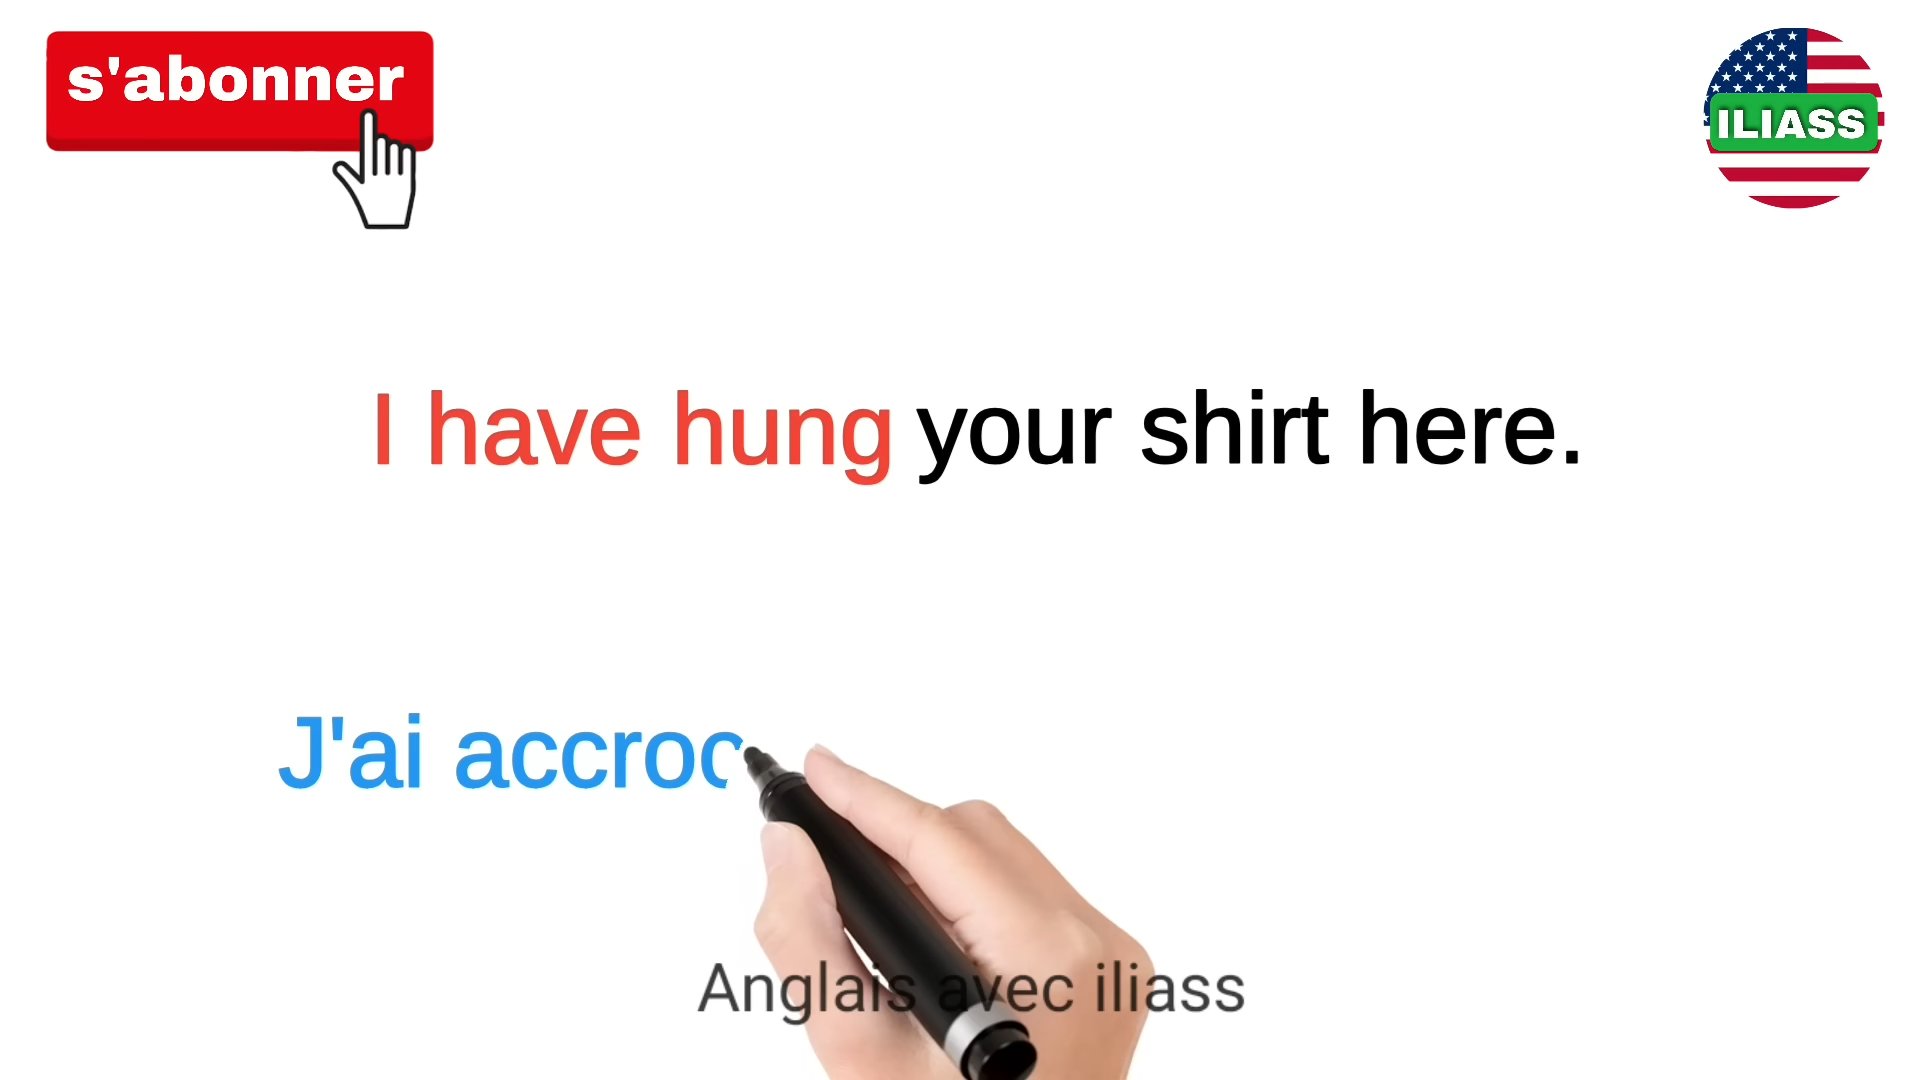 s'abonner
ILIASS
I have hung your shirt here.
J'ai accroc
Anglais avec iliass